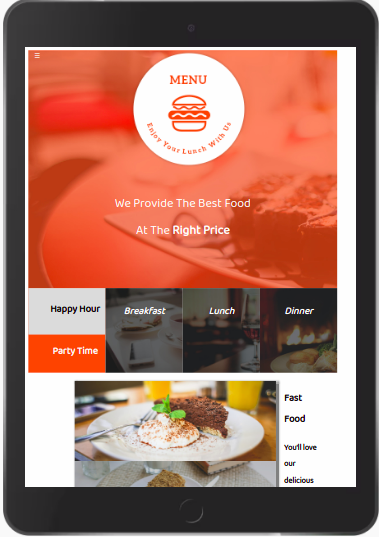 MENU
Enjoy Your Lunch With Us
We Provide The Best Food
At The Right Price
Happy Hour
Breakfast
Lunch
Dinner
Party Time
Fast
Food
You'll love
our
delicious